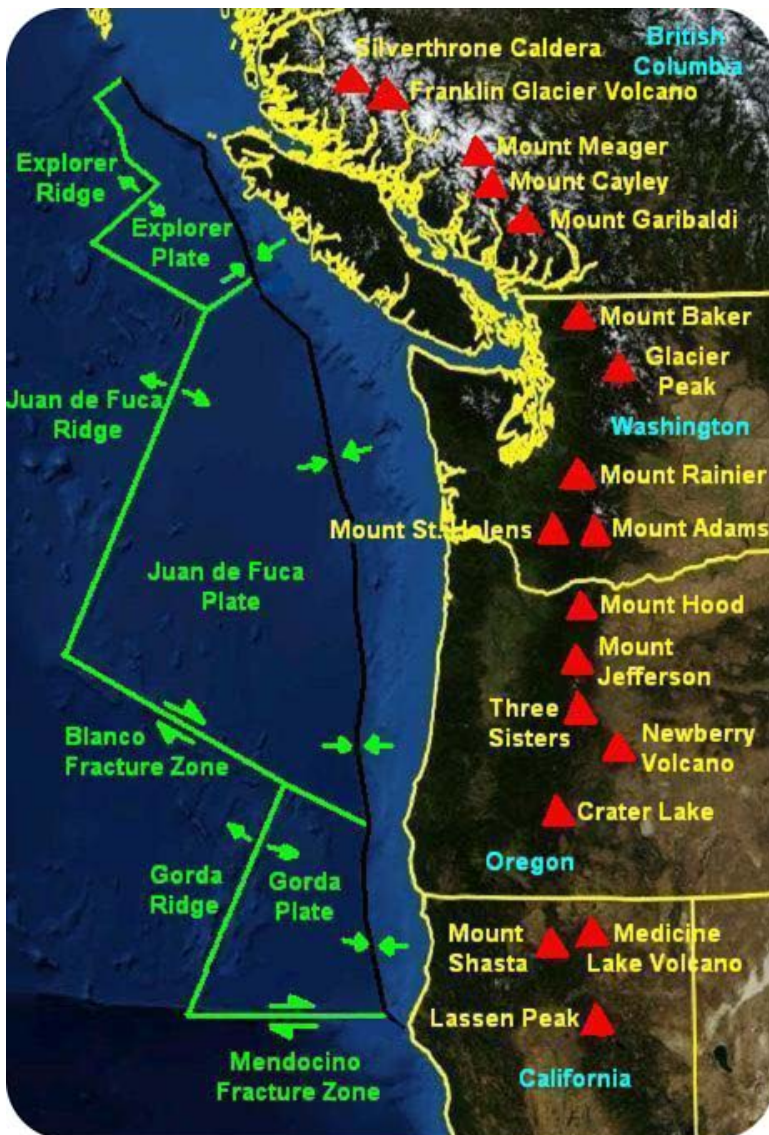 British
Columbia
Silverthrone Caldera
Franklin Glacier Volcano
Mount Meager
Mount Cayley
Mount Garibaldi
Explorer
Ridge
Explorer
Plate
Mount Baker
Glacier
Peak
Juan de Fuca
Ridge
Washington
Mount Rainier
Mount St. Helens
Mount Adams
Juan de Fuca
Plate
Mount Hood
Mount
Jefferson
Three
Sisters
Newberry
Volcano
Blanco
Fracture Zone
Crater Lake
Oregon
Gorda
Ridge
Gorda
Plate
Mount
Shasta
Medicine
Lake Volcano
Lassen Peak
Mendocino
Fracture Zone
California